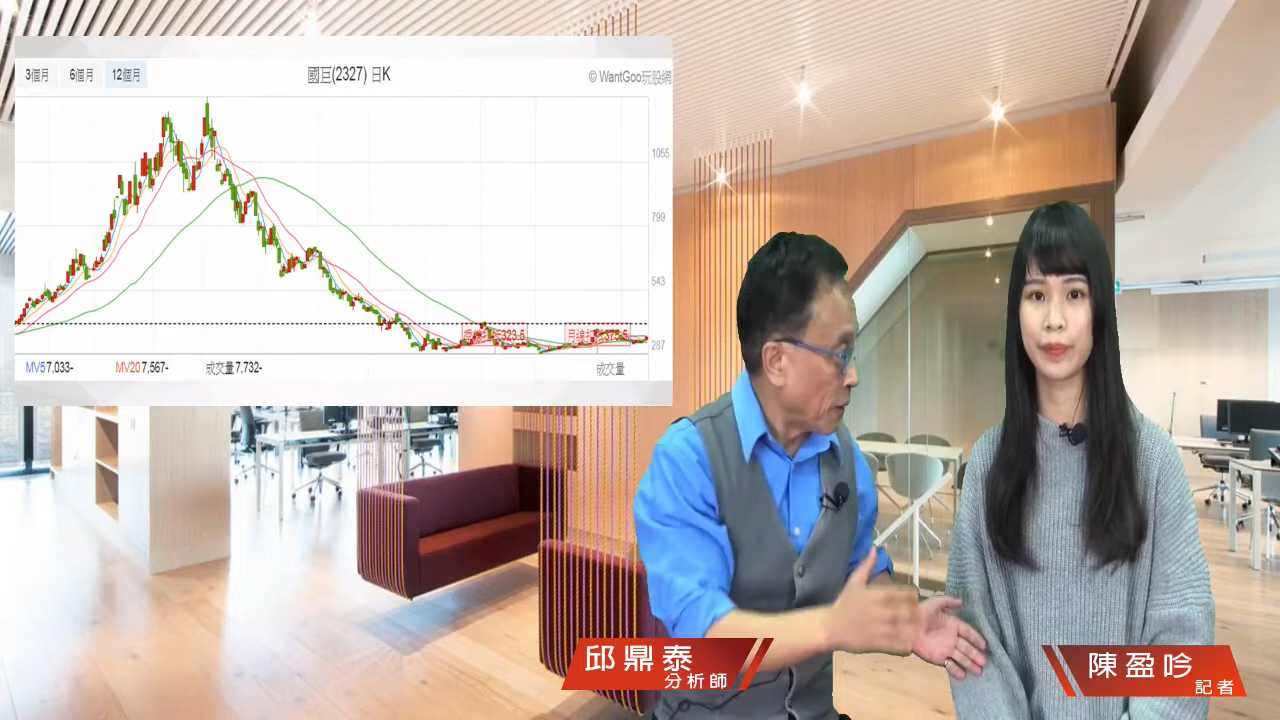 3個月 6個月 12個月 國巨(2327) 日K © WantGoo玩股網
1055
799
543
287
MV5 7,033- MV20 7,567- 成交量 7,732- 成交量
邱鼎泰
分析師
陳盈吟
記者